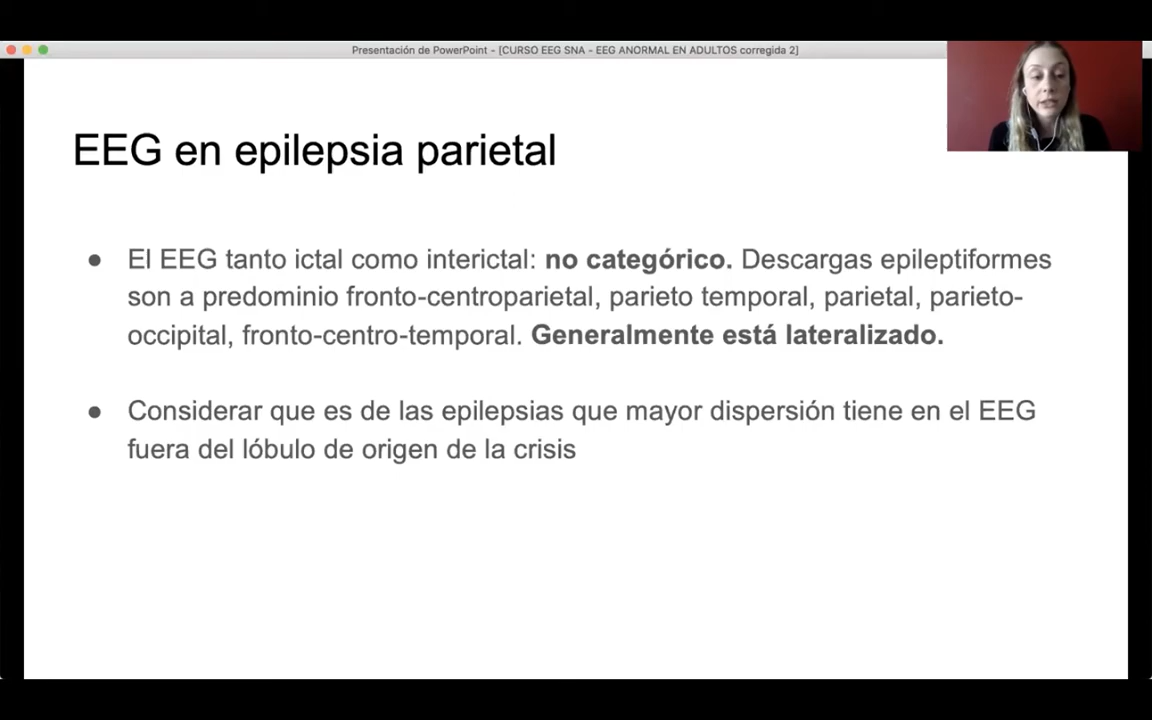 Presentación de PowerPoint - [CURSO EEG SNA - EEG ANORMAL EN ADULTOS corregida 2]
EEG en epilepsia parietal
● El EEG tanto ictal como interictal: no categórico. Descargas epileptiformes
son a predominio fronto-centroparietal, parieto temporal, parietal, parieto-
occipital, fronto-centro-temporal. Generalmente está lateralizado.
● Considerar que es de las epilepsias que mayor dispersión tiene en el EEG
fuera del lóbulo de origen de la crisis